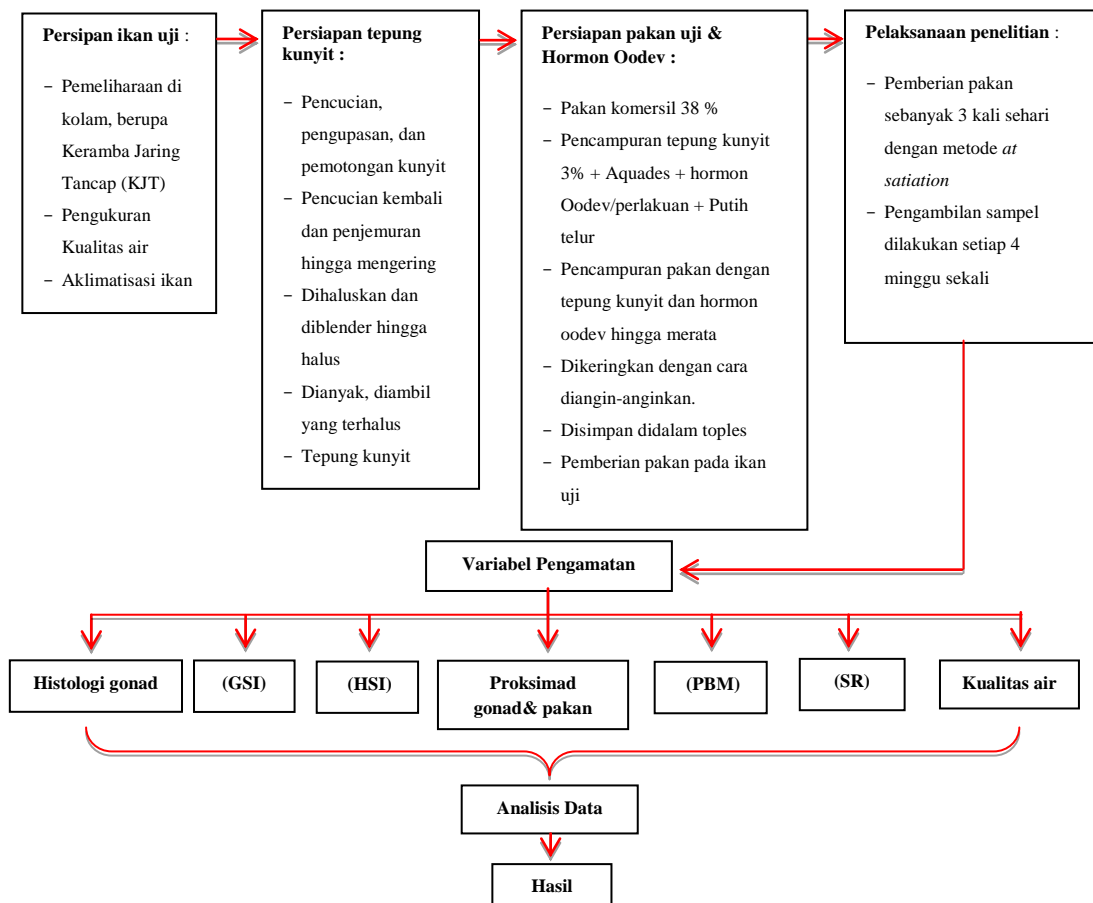 Persipan ikan uji :
− Pemeliharaan di
kolam, berupa
Keramba Jaring
Tancap (KJT)
− Pengukuran
Kualitas air
− Aklimatisasi ikan
Persiapan tepung
kunyit :
− Pencucian,
pengupasan, dan
pemotongan kunyit
− Pencucian kembali
dan penjemuran
hingga mengering
− Dihaluskan dan
diblender hingga
halus
− Dianyak, diambil
yang terhalus
− Tepung kunyit
Persiapan pakan uji &
Hormon Oodev :
− Pakan komersil 38 %
− Pencampuran tepung kunyit
3% + Aquades + hormon
Oodev/perlakuan + Putih
telur
− Pencampuran pakan dengan
tepung kunyit dan hormon
oodev hingga merata
− Dikeringkan dengan cara
diangin-anginkan.
− Disimpan didalam toples
− Pemberian pakan pada ikan
uji
Pelaksanaan penelitian :
− Pemberian pakan
sebanyak 3 kali sehari
dengan metode at
satiation
− Pengambilan sampel
dilakukan setiap 4
minggu sekali
Variabel Pengamatan
Histologi gonad
(GSI)
(HSI)
Proksimad
gonad& pakan
(PBM)
(SR)
Kualitas air
Analisis Data
Hasil